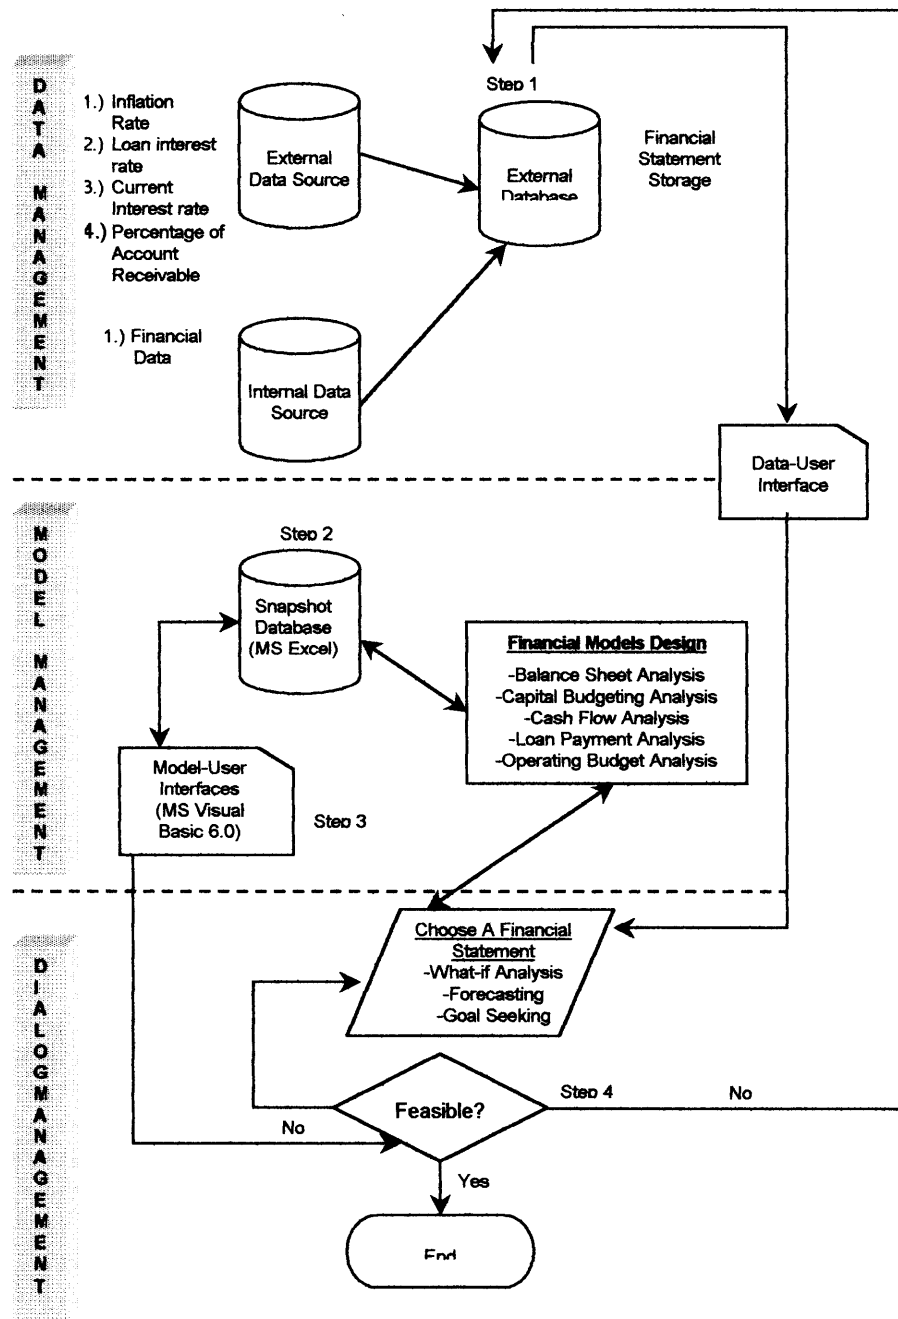 DATA MANAGEMENT
Step 1
1.) Inflation
Rate
2.) Loan interest
rate
3.) Current
Interest rate
4.) Percentage of
Account
Receivable
External
Data Source
External
Database
Financial
Statement
Storage
1.) Financial
Data
Internal Data
Source
Data-User
Interface
MODEL MANAGEMENT
Step 2
Snapshot
Database
(MS Excel)
Financial Models Design
-Balance Sheet Analysis
-Capital Budgeting Analysis
-Cash Flow Analysis
-Loan Payment Analysis
-Operating Budget Analysis
Model-User
Interfaces
(MS Visual
Basic 6.0)
Step 3
DIALOGMANAGEMENT
Choose A Financial
Statement
-What-if Analysis
-Forecasting
-Goal Seeking
Feasible?
Step 4
No
No
Yes
End